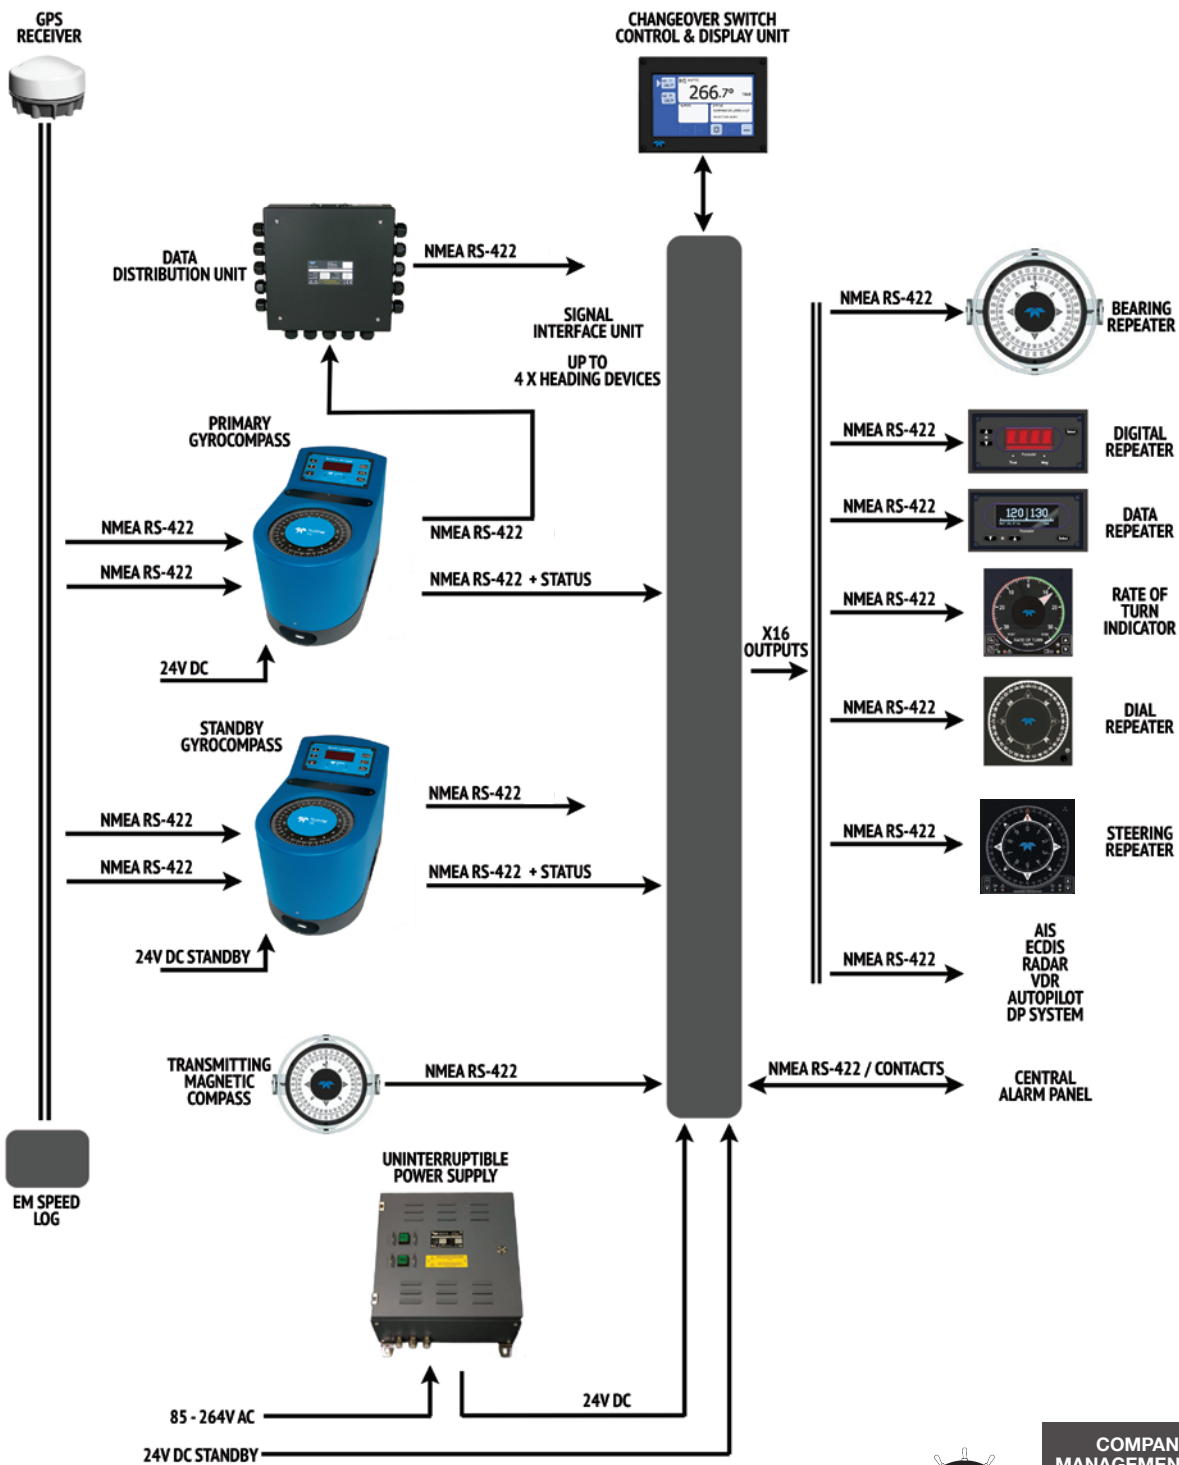 GPS
RECEIVER
CHANGEOVER SWITCH
CONTROL & DISPLAY UNIT
266.7°
DATA
DISTRIBUTION UNIT
NMEA RS-422
SIGNAL
INTERFACE UNIT
UP TO
4 X HEADING DEVICES
NMEA RS-422
BEARING
REPEATER
PRIMARY
GYROCOMPASS
NMEA RS-422
DIGITAL
REPEATER
NMEA RS-422
NMEA RS-422
NMEA RS-422
120|130
DATA
REPEATER
NMEA RS-422
NMEA RS-422 + STATUS
NMEA RS-422
RATE OF TURN
RATE OF
TURN
INDICATOR
24V DC
X16
OUTPUTS
STANDBY
GYROCOMPASS
NMEA RS-422
DIAL
REPEATER
NMEA RS-422
NMEA RS-422
NMEA RS-422
NMEA RS-422 + STATUS
NMEA RS-422
STEERING
REPEATER
24V DC STANDBY
NMEA RS-422
AIS
ECDIS
RADAR
VDR
AUTOPILOT
DP SYSTEM
TRANSMITTING
MAGNETIC
COMPASS
NMEA RS-422
NMEA RS-422 / CONTACTS
CENTRAL
ALARM PANEL
EM SPEED
LOG
UNINTERRUPTIBLE
POWER SUPPLY
85 - 264V AC
24V DC
24V DC STANDBY
COMPAN
MANAGEMEN